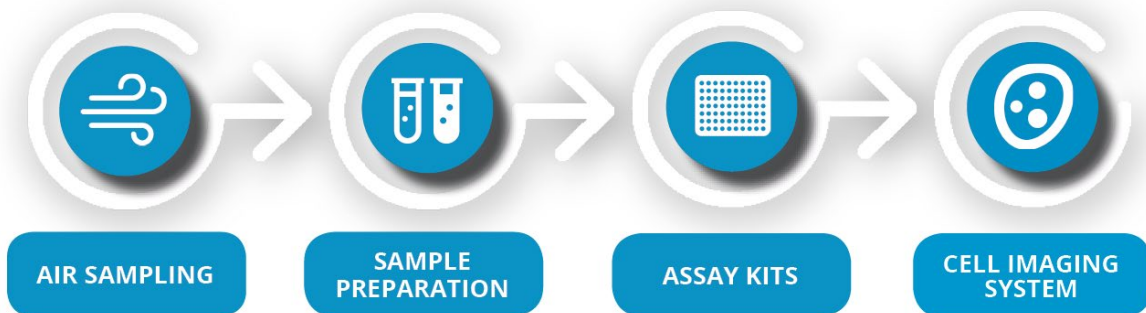 AIR SAMPLING
SAMPLE
PREPARATION
ASSAY KITS
CELL IMAGING
SYSTEM